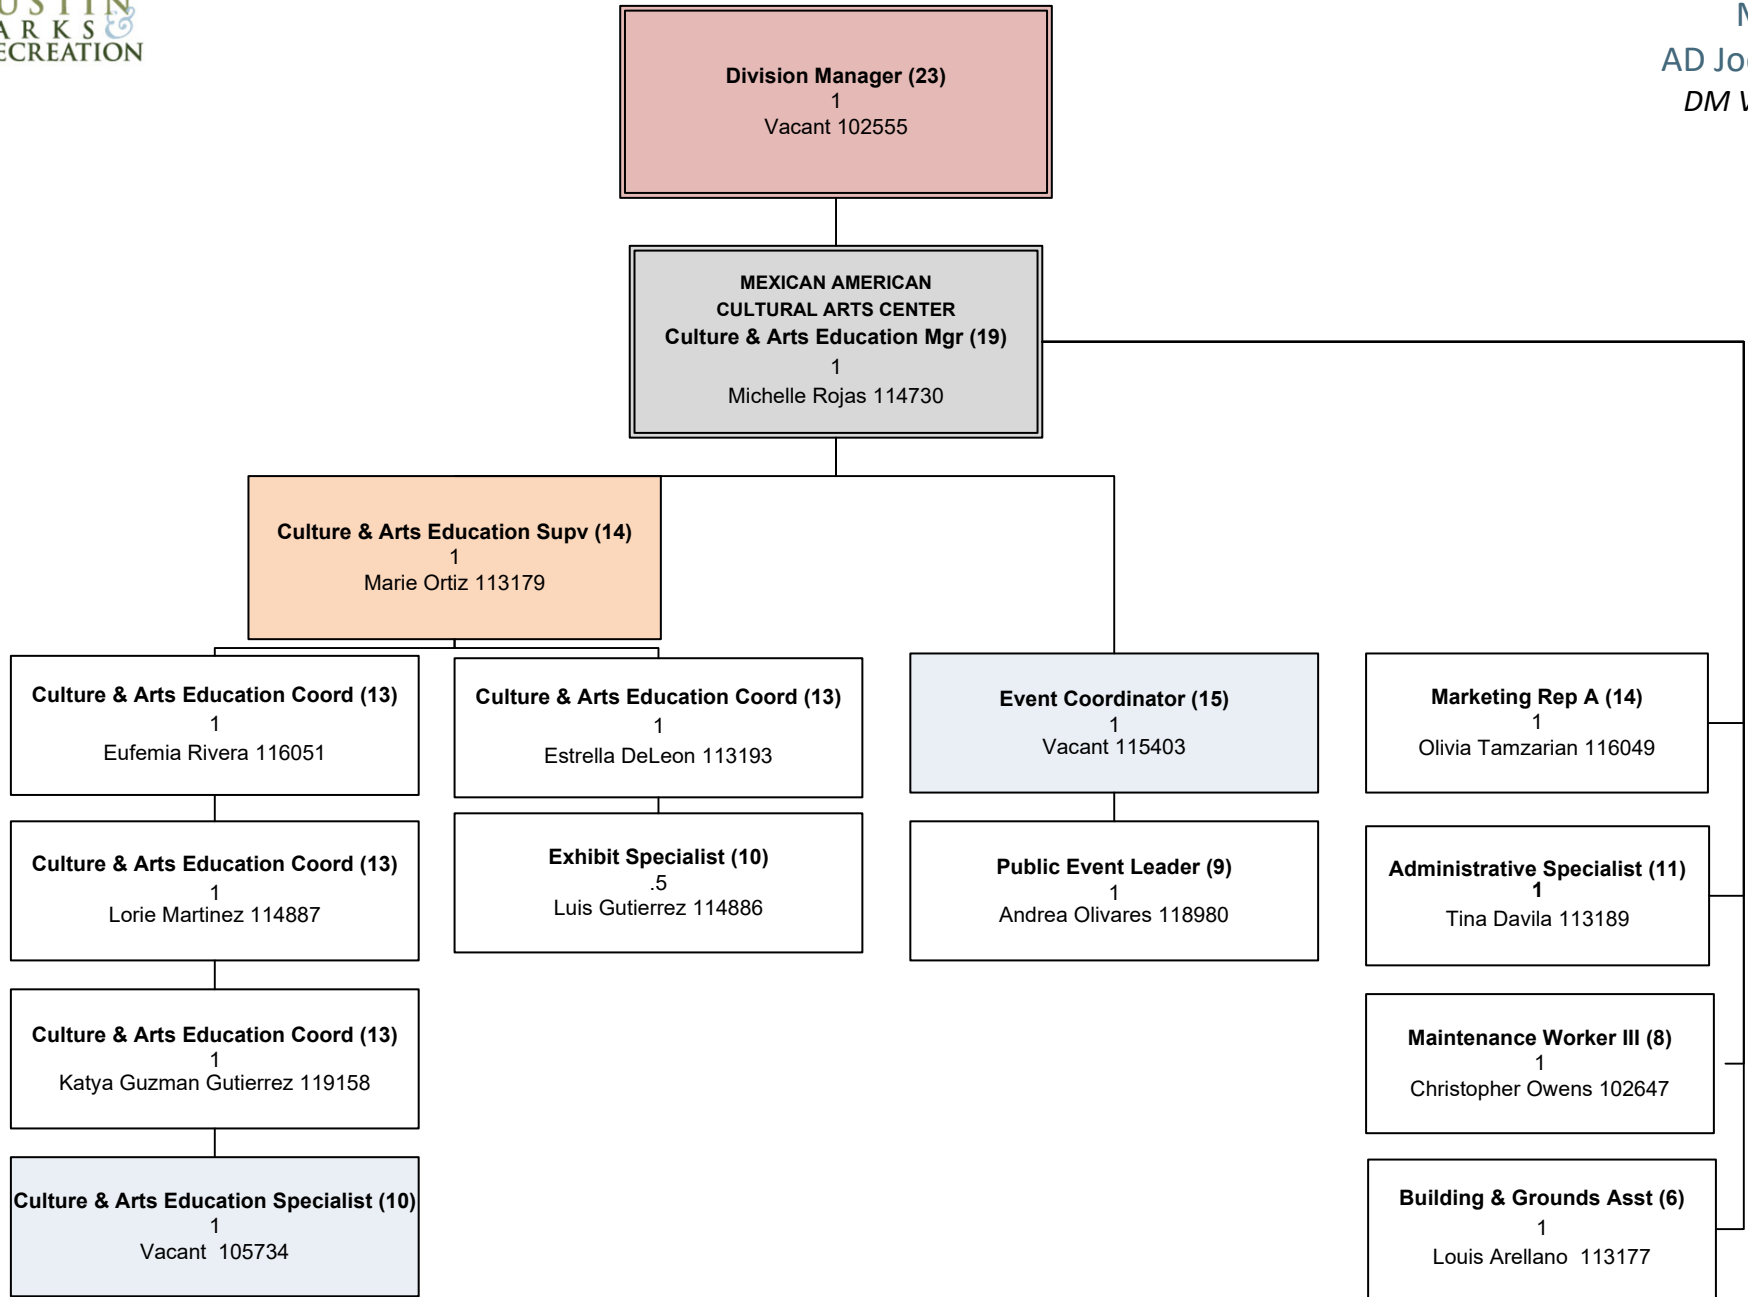 ARKS &
RECREATION
AD
DM
Division Manager (23)
1
Vacant 102555
MEXICAN AMERICAN
CULTURAL ARTS CENTER
Culture & Arts Education Mgr (19)
1
Michelle Rojas 114730
Culture & Arts Education Supv (14)
1
Marie Ortiz 113179
Culture & Arts Education Coord (13)
1
Eufemia Rivera 116051
Culture & Arts Education Coord (13)
1
Estrella DeLeon 113193
Event Coordinator (15)
1
Vacant 115403
Marketing Rep A (14)
1
Olivia Tamzarian 116049
Culture & Arts Education Coord (13)
1
Lorie Martinez 114887
Exhibit Specialist (10)
.5
Luis Gutierrez 114886
Public Event Leader (9)
1
Andrea Olivares 118980
Administrative Specialist (11)
1
Tina Davila 113189
Culture & Arts Education Coord (13)
1
Katya Guzman Gutierrez 119158
Maintenance Worker III (8)
1
Christopher Owens 102647
Culture & Arts Education Specialist (10)
1
Vacant 105734
Building & Grounds Asst (6)
1
Louis Arellano 113177